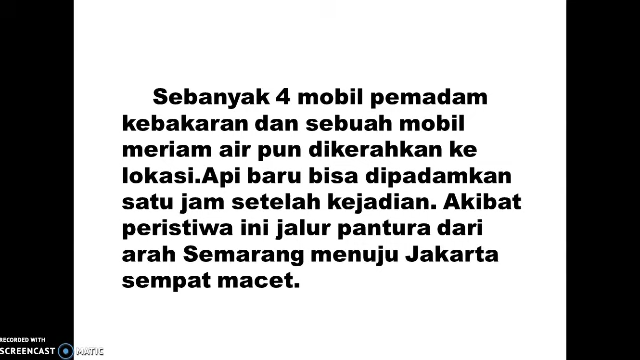 Sebanyak 4 mobil pemadam
kebakaran dan sebuah mobil
meriam air pun dikerahkan ke
lokasi.Api baru bisa dipadamkan
satu jam setelah kejadian. Akibat
peristiwa ini jalur pantura dari
arah Semarang menuju Jakarta
sempat macet.
RECORDED WITH
SCREENCAST MATIC